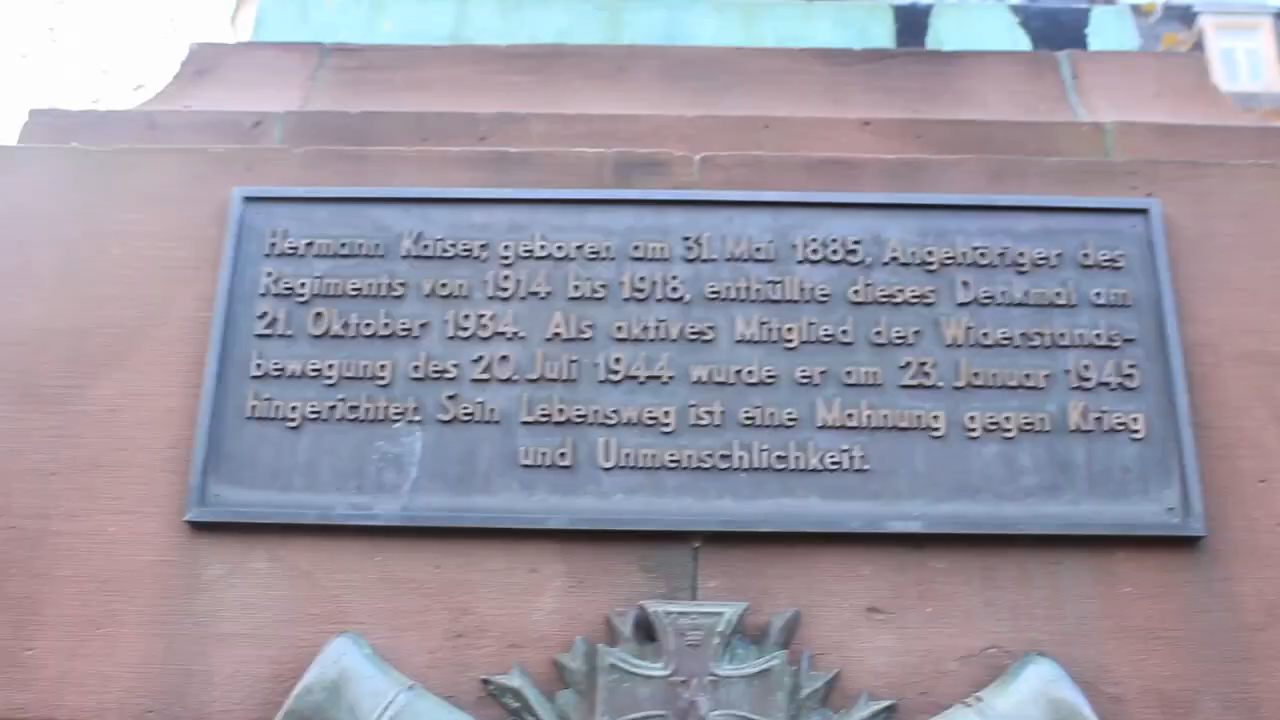 Hermann Kaiser, geboren am 31. Mai 1885, Angehöriger des
Regiments von 1914 bis 1918, enthüllte dieses Denkmal am
21. Oktober 1934. Als aktives Mitglied der Widerstands-
bewegung des 20. Juli 1944 wurde er am 23. Januar 1945
hingerichtet. Sein Lebensweg ist eine Mahnung gegen Krieg
und Unmenschlichkeit.